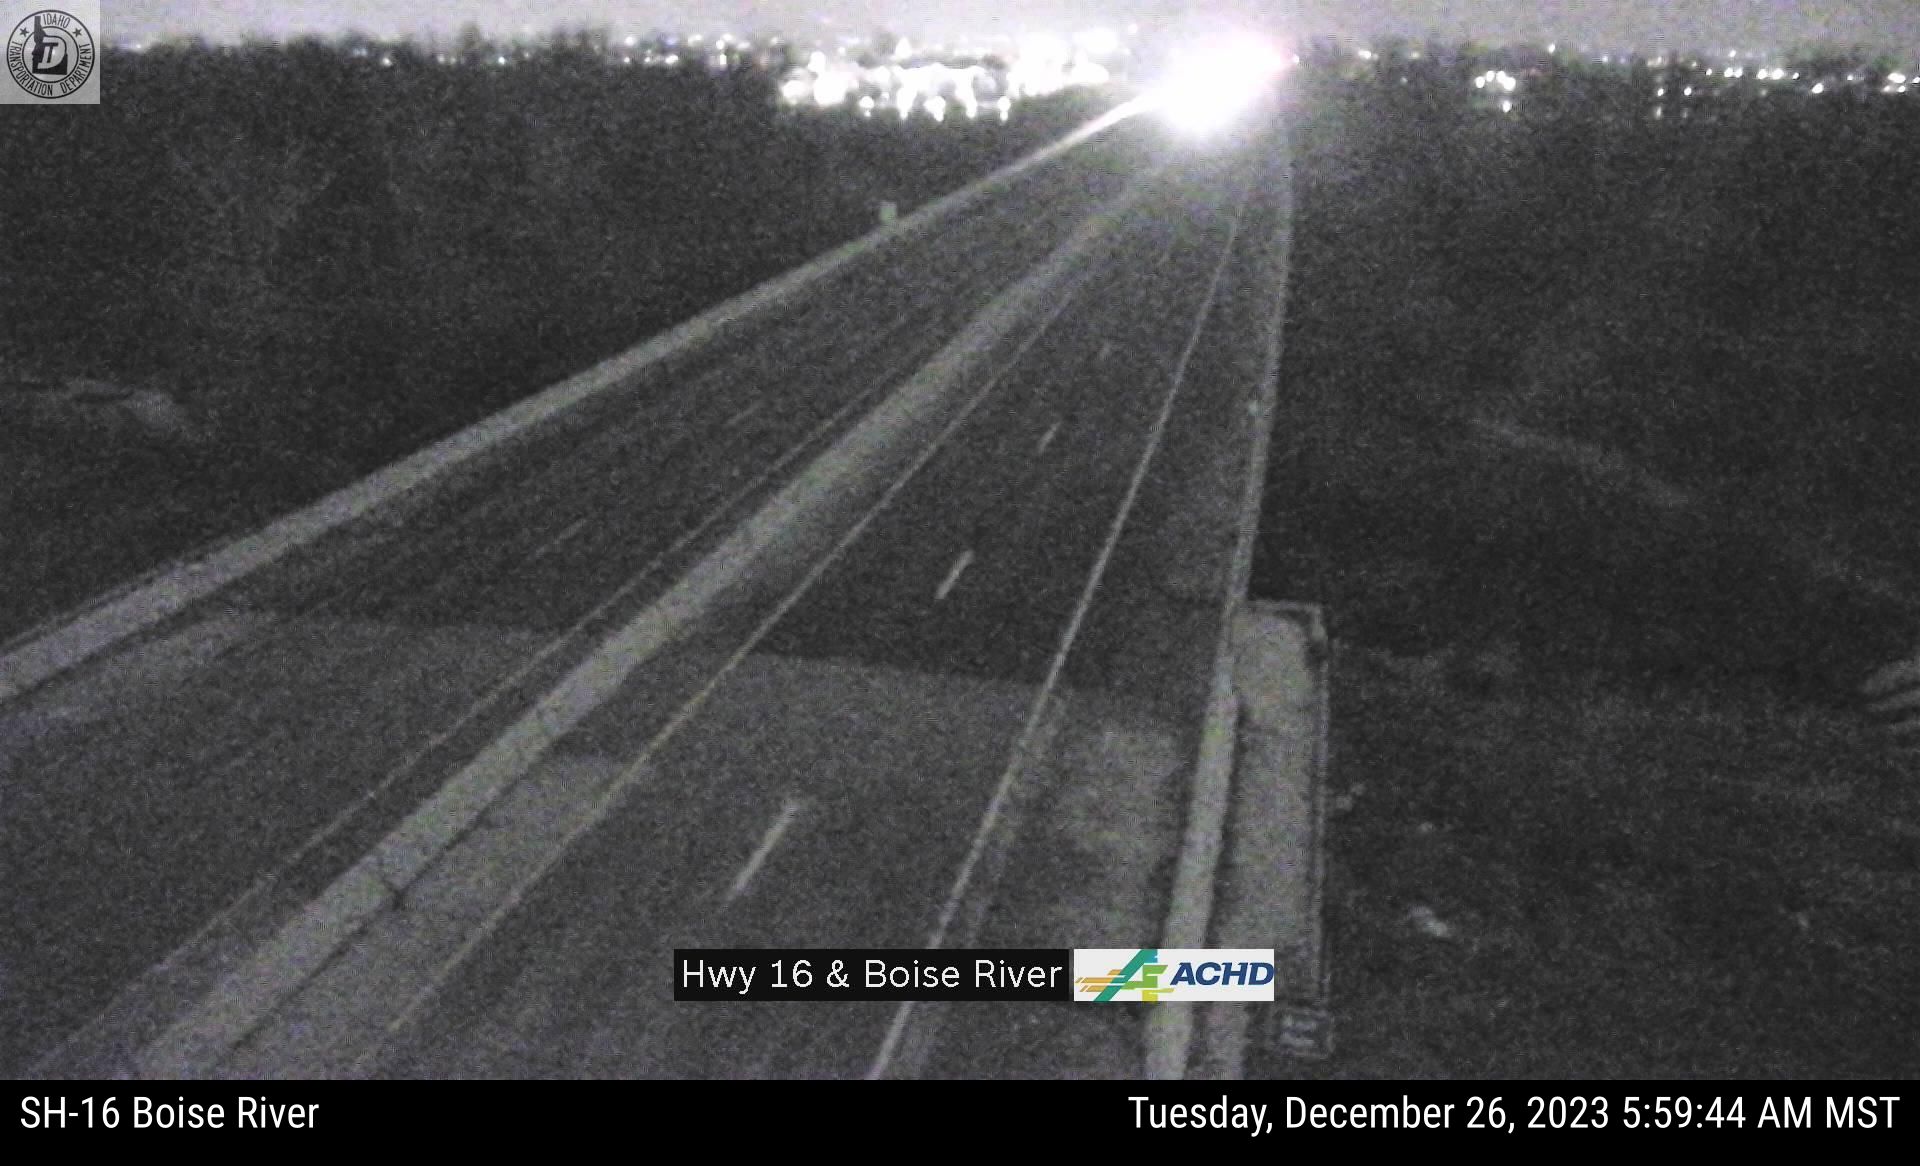 IDAHO
TRANSPORTATION DEPARTMENT
Hwy 16 & Boise River
ACHD
SH-16 Boise River
Tuesday, December 26, 2023 5:59:44 AM MST